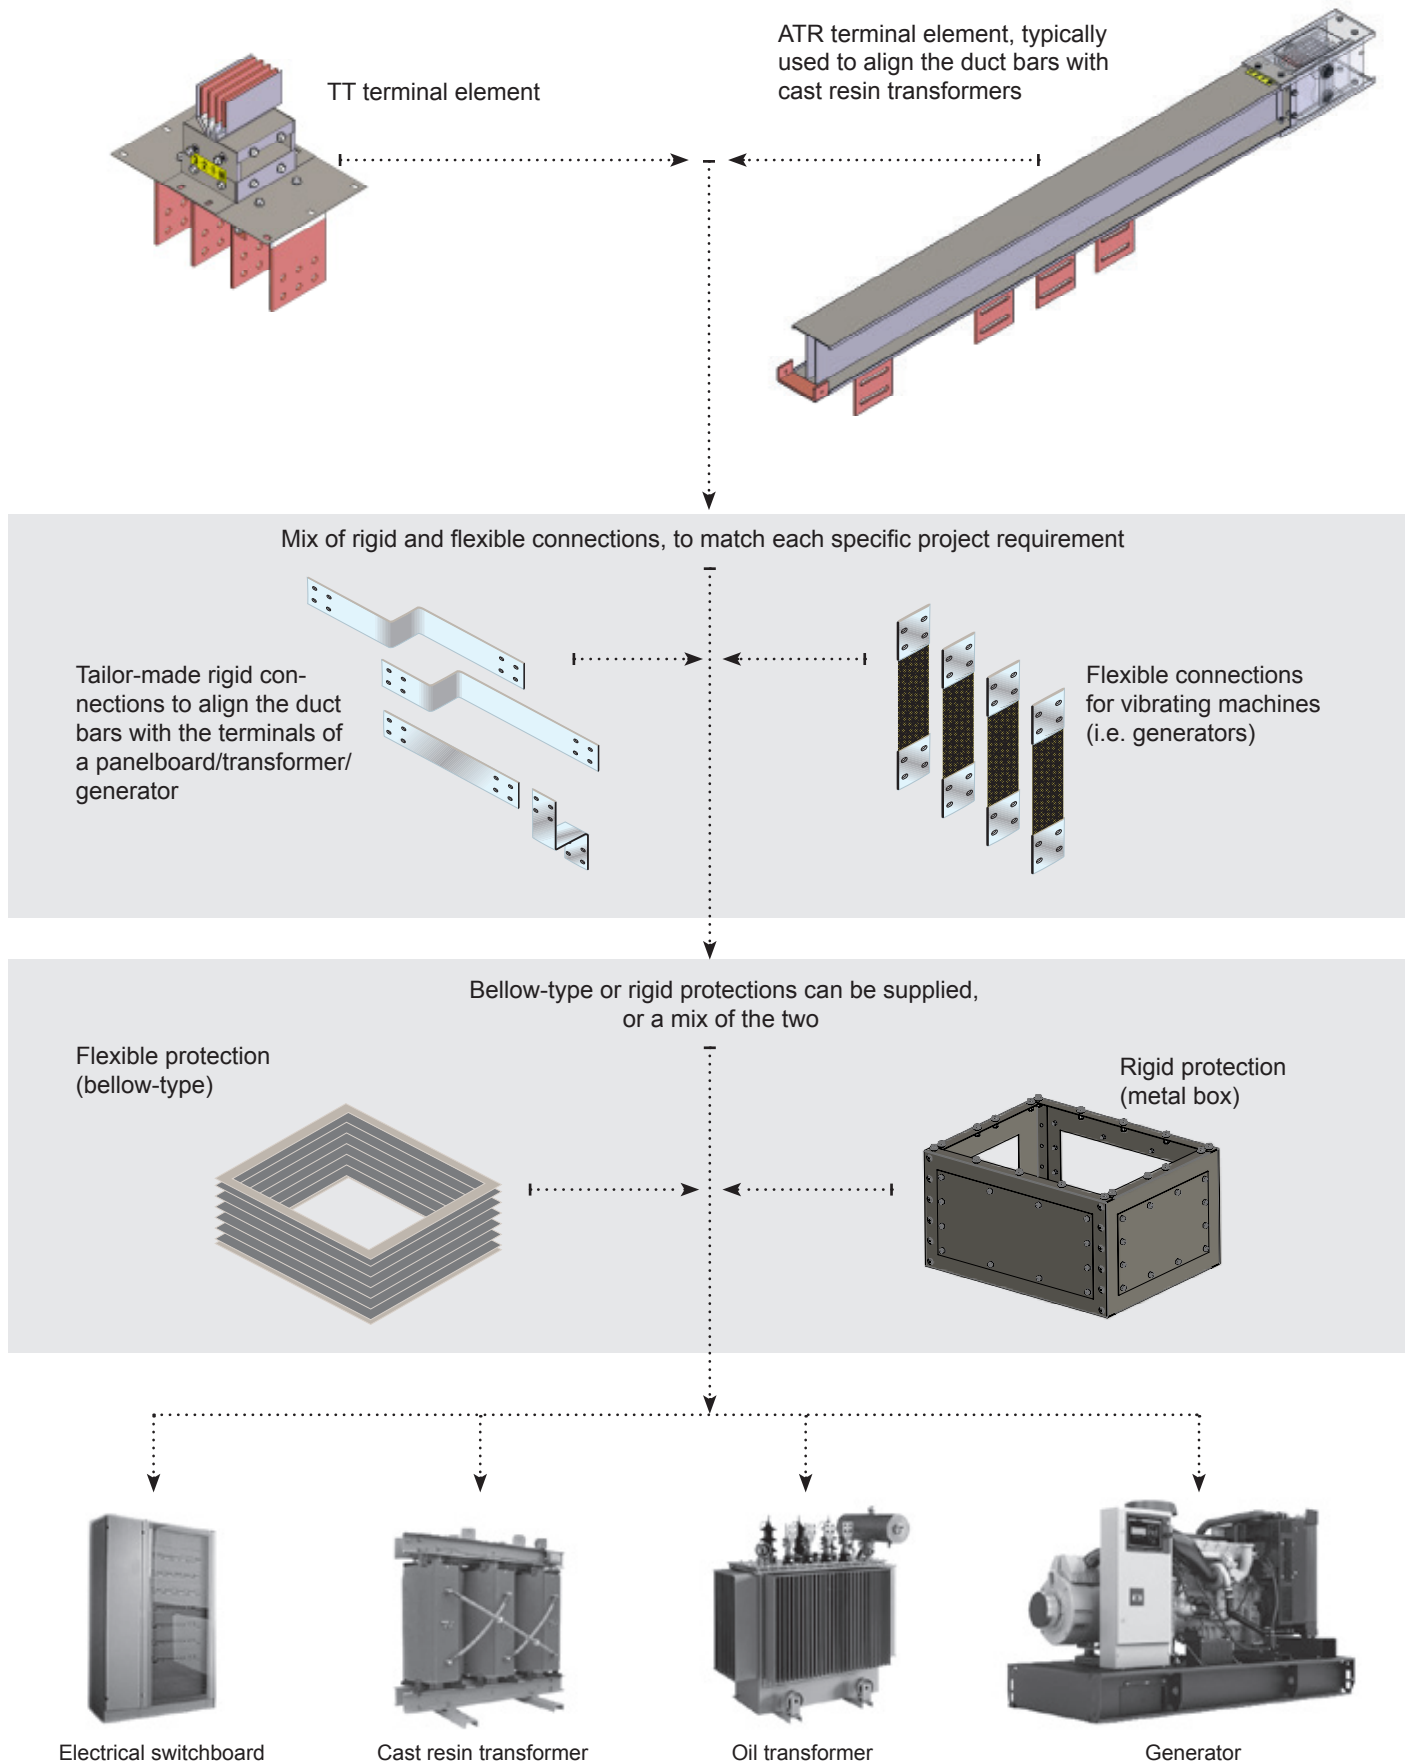 TT terminal element
ATR terminal element, typically
used to align the duct bars with
cast resin transformers
Mix of rigid and flexible connections, to match each specific project requirement
Tailor-made rigid con-
nections to align the duct
bars with the terminals of
a panelboard/transformer/
generator
Flexible connections
for vibrating machines
(i.e. generators)
Bellow-type or rigid protections can be supplied,
or a mix of the two
Flexible protection
(bellow-type)
Rigid protection
(metal box)
Electrical switchboard
Cast resin transformer
Oil transformer
Generator